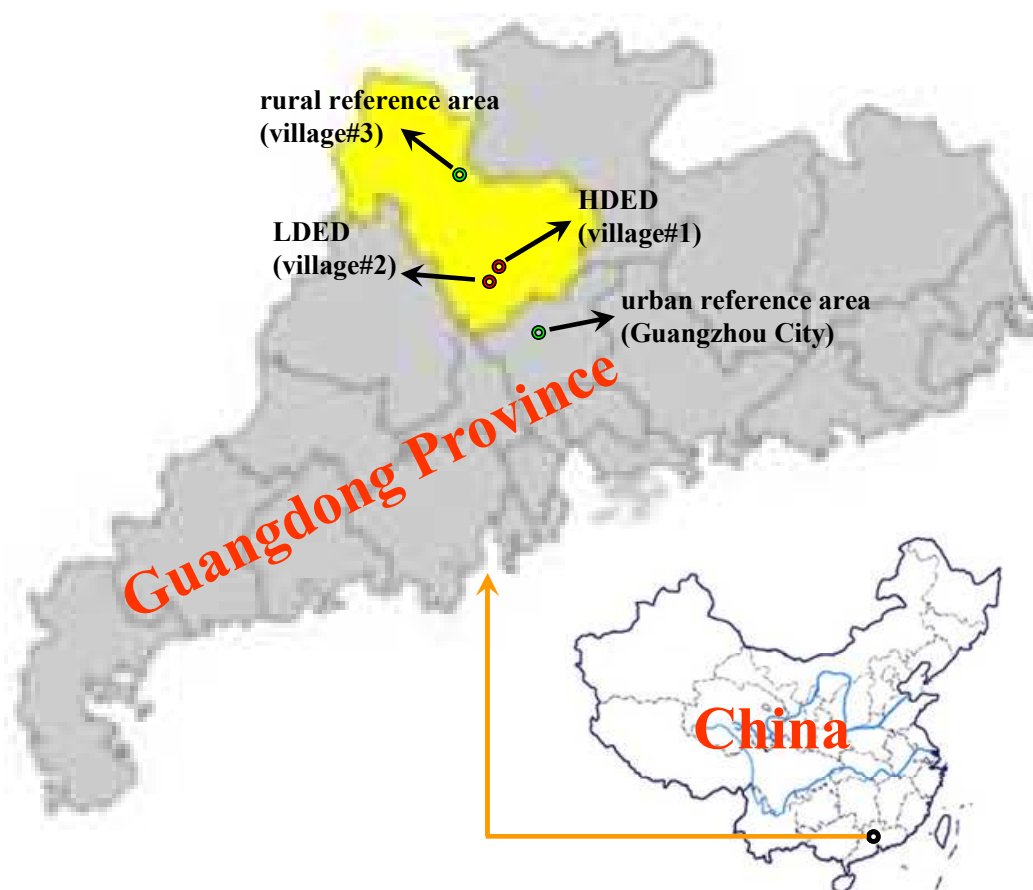 rural reference area
(village#3)
HDED
(village#1)
LDED
(village#2)
urban reference area
(Guangzhou City)
Guangdong Province
China